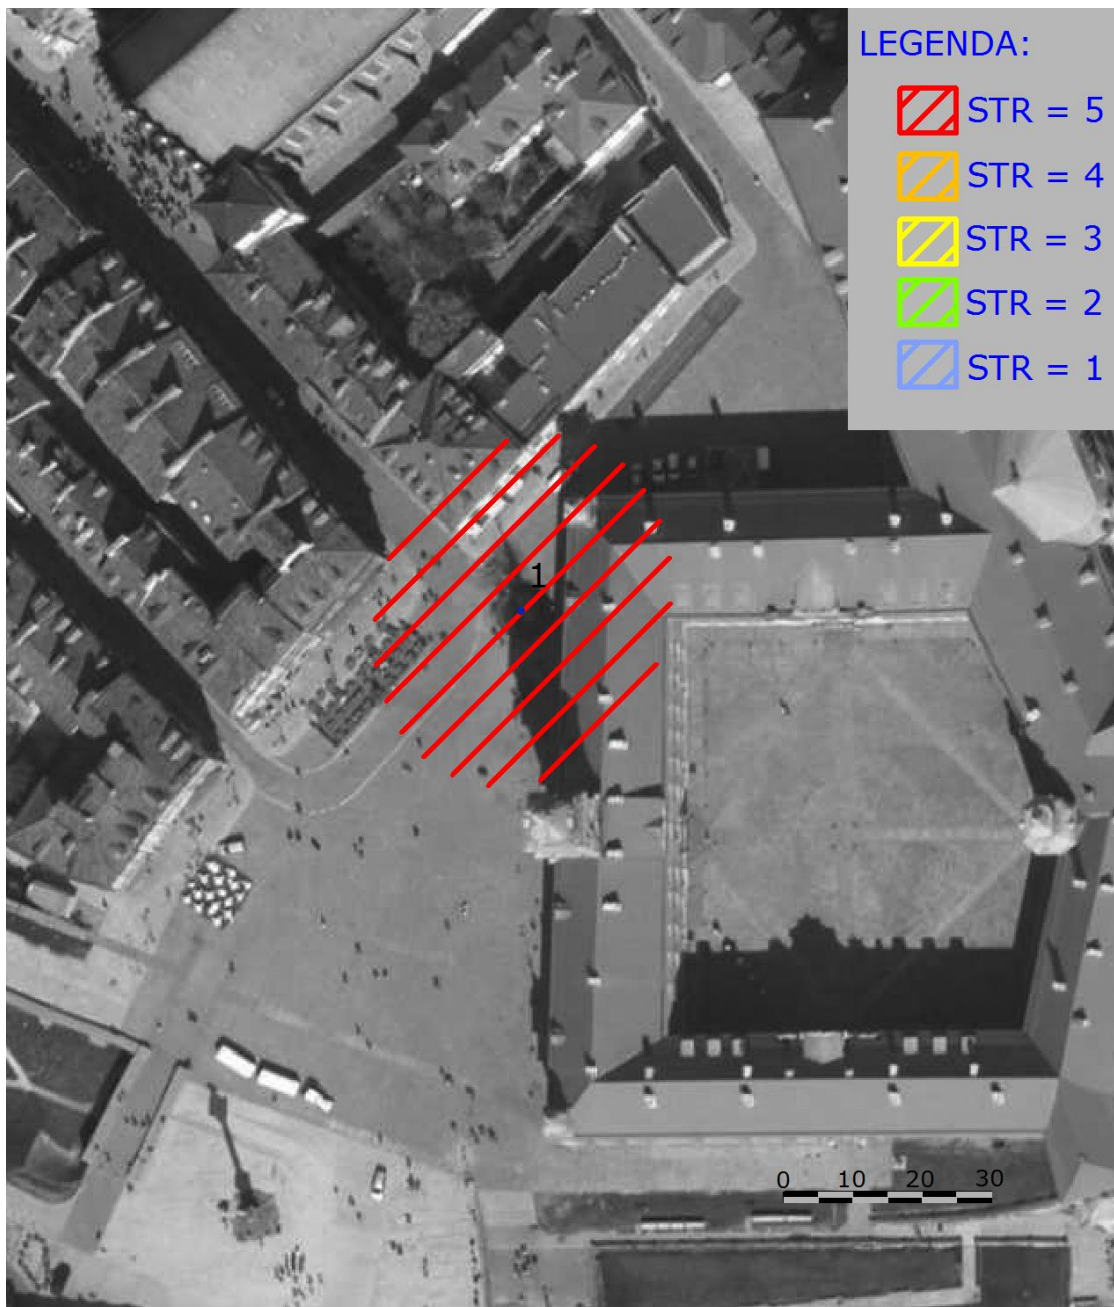 LEGENDA:
STR = 5
STR = 4
STR = 3
STR = 2
STR = 1
1
0 10 20 30